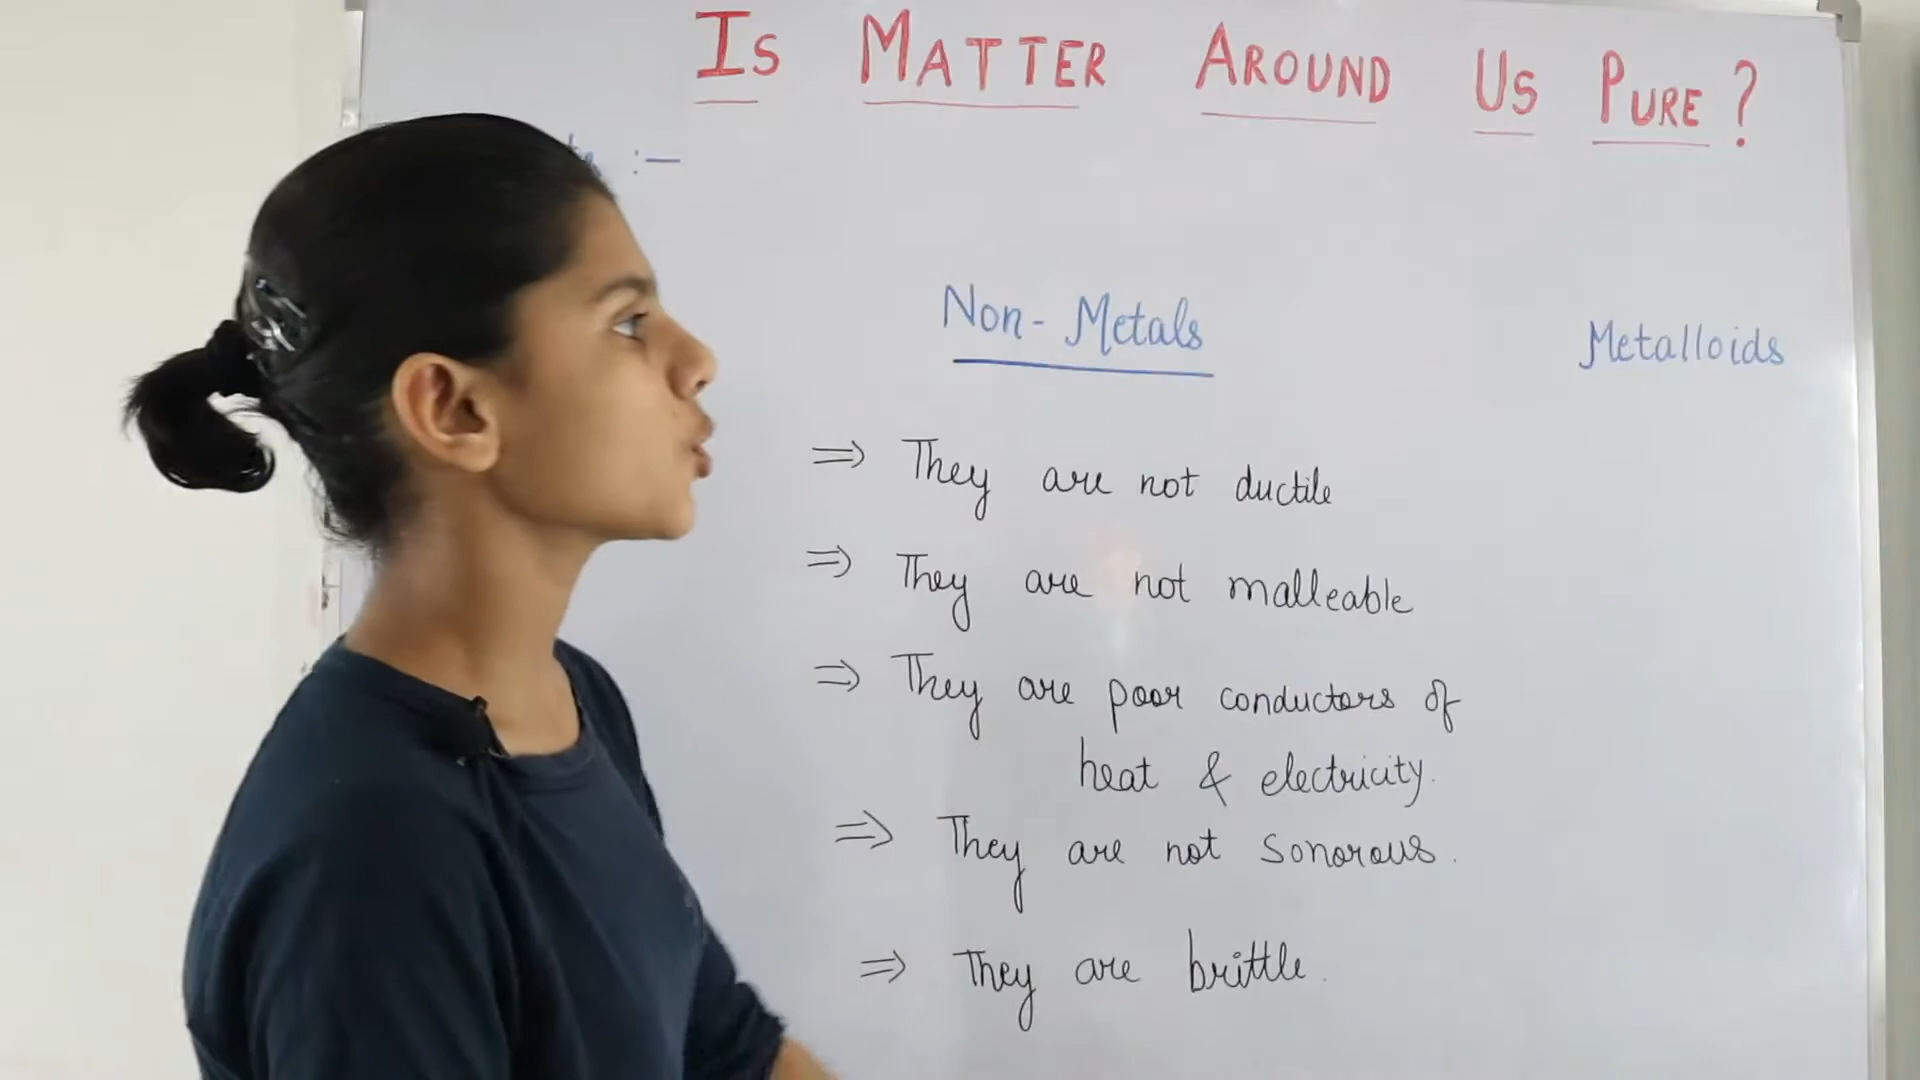 IS MATTER AROUND US PURE?
:—
Non-Metals
Metalloids
⇒ They are not ductile
⇒ They are not malleable
⇒ They are poor conductors of
heat & electricity.
⇒ They are not sonorous.
⇒ They are brittle.